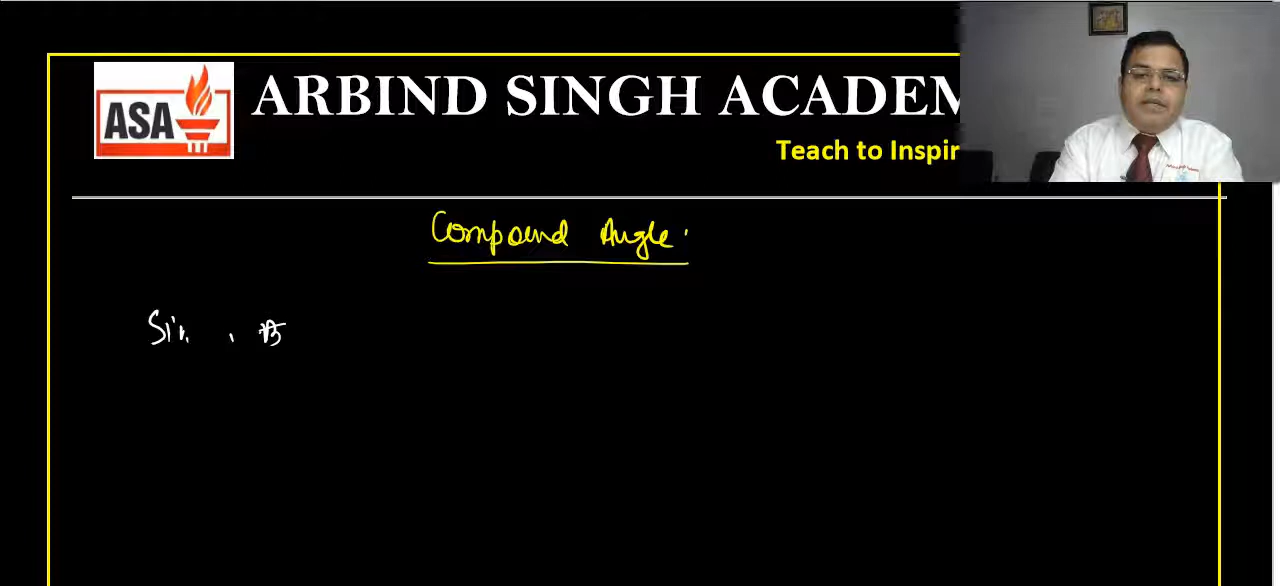 ASA
ARBIND SINGH ACADEM
Teach to Inspir
Compound Angle
Sin , B